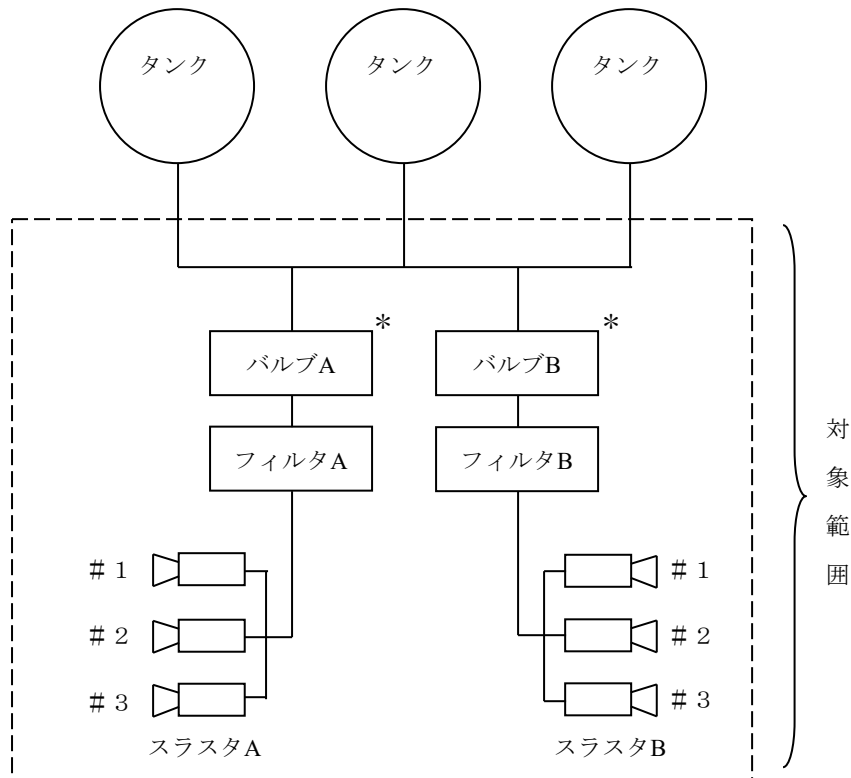 タンク タンク タンク
* *
バルブA バルブB
フィルタA フィルタB
#1 #1
#2 #2
#3 #3
スラスタA スラスタB
対
象
範
囲